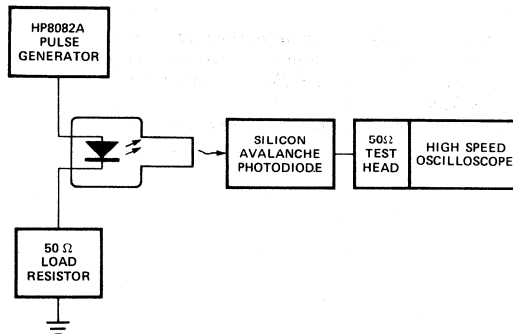 HP8082A
PULSE
GENERATOR
SILICON
AVALANCHE
PHOTODIODE
50Ω
TEST
HEAD
HIGH SPEED
OSCILLOSCOPE
50 Ω
LOAD
RESISTOR